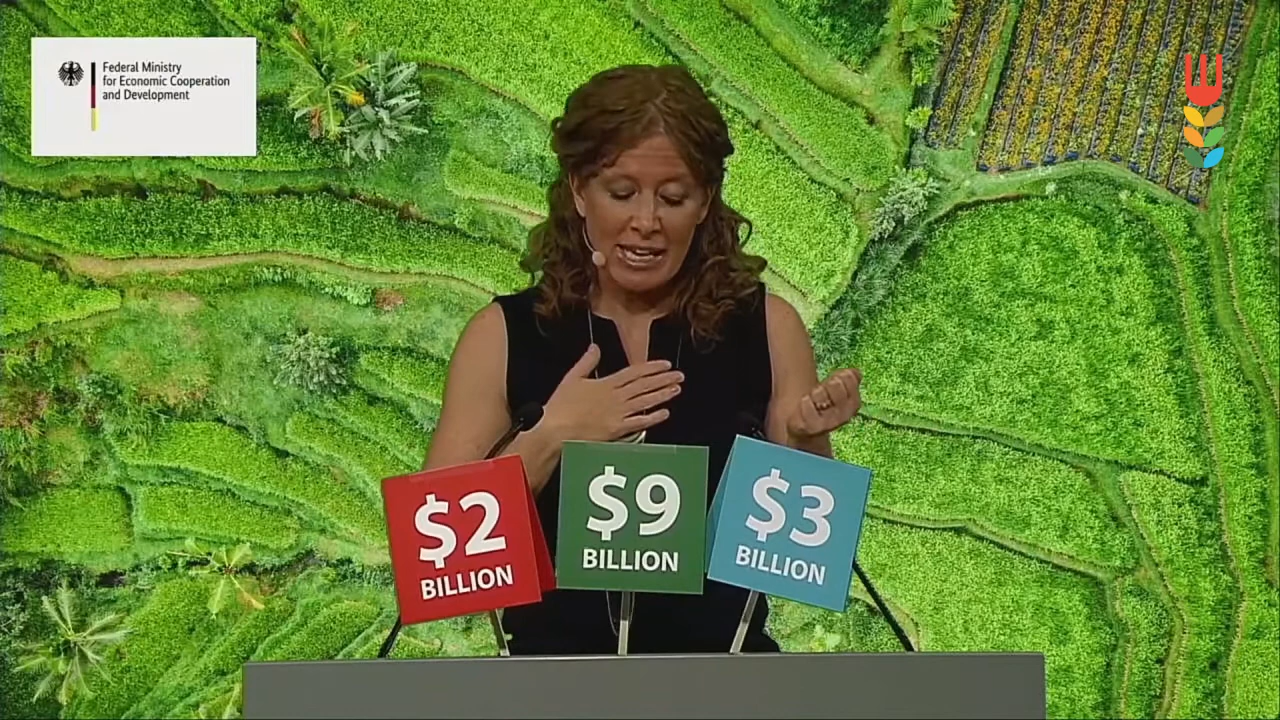 Federal Ministry
for Economic Cooperation
and Development
$2
BILLION
$9
BILLION
$3
BILLION